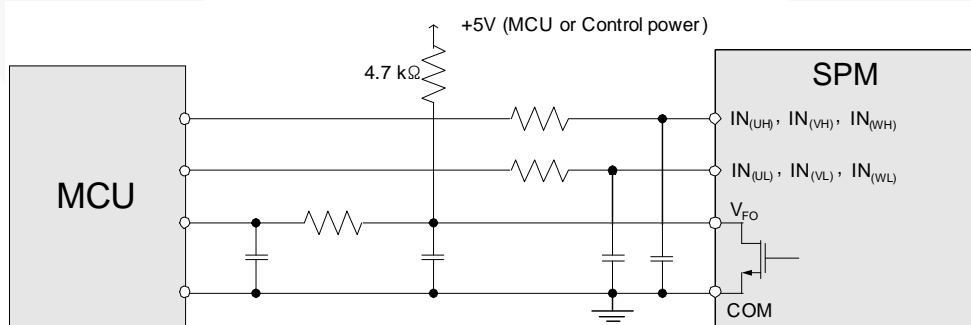 +5V (MCU or Control power)
4.7 kΩ
SPM
IN(UH), IN(VH), IN(WH)
IN(UL), IN(VL), IN(WL)
MCU
VFO
COM